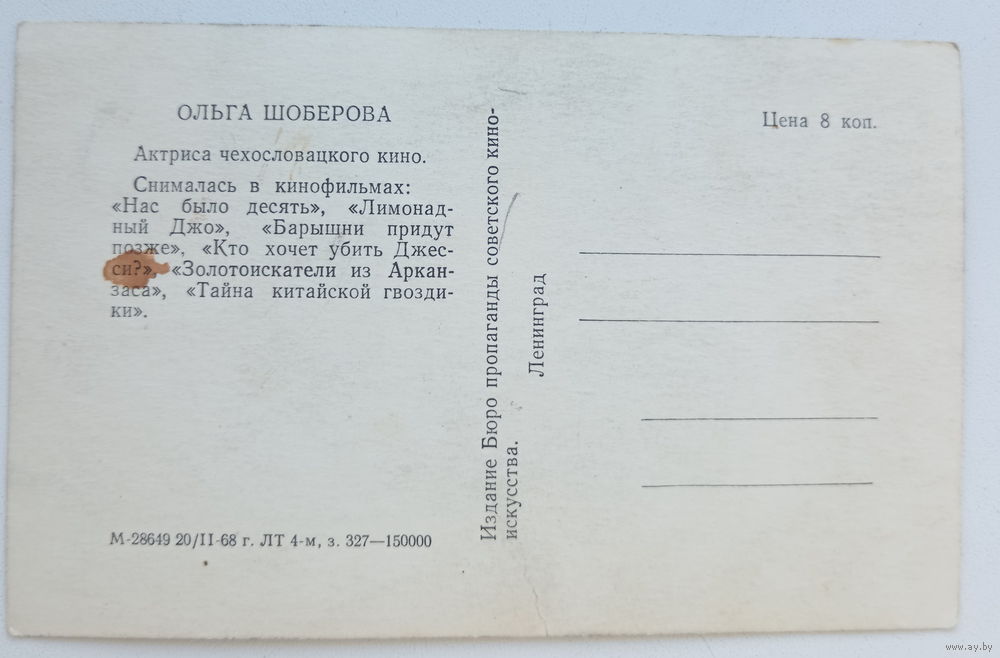 ОЛЬГА ШОБЕРОВА
Актриса чехословацкого кино.
Снималась в кинофильмах:
«Нас было десять», «Лимонад-
ный Джо», «Барышни придут
позже», «Кто хочет убить Джес-
си?», «Золотоискатели из Аркан-
заса», «Тайна китайской гвозди-
ки».
М-28649 20/II-68 г. ЛТ 4-м, з. 327—150000
Издание Бюро пропаганды советского кино-
искусства.
Ленинград
Цена 8 коп.
www.ay.by